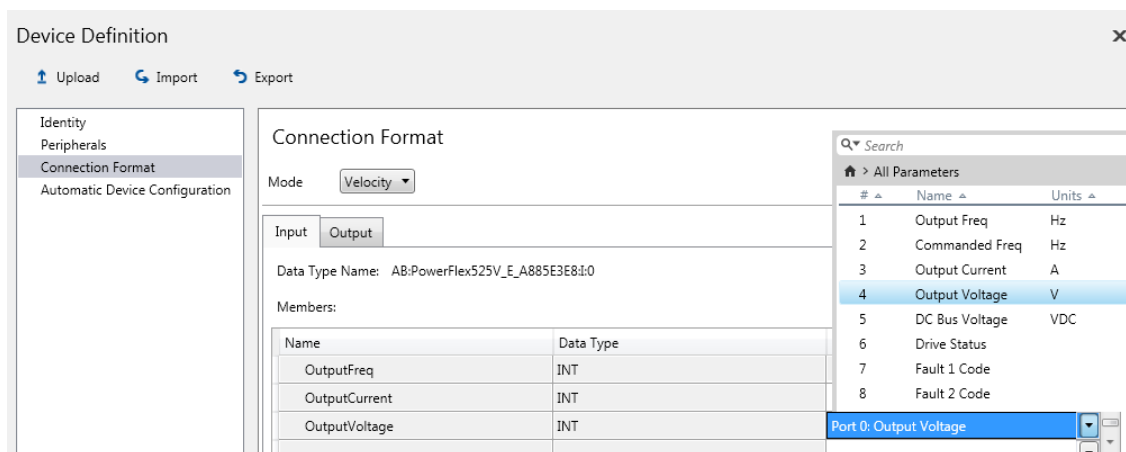 Device Definition
x
Upload Import Export
Identity
Peripherals
Connection Format
Automatic Device Configuration
Connection Format
Mode Velocity
Input Output
Data Type Name: AB:PowerFlex525V_E_A885E3E8:I:0
Members:
Name Data Type
OutputFreq INT
OutputCurrent INT
OutputVoltage INT
Search
> All Parameters
# Name Units
1 Output Freq Hz
2 Commanded Freq Hz
3 Output Current A
4 Output Voltage V
5 DC Bus Voltage VDC
6 Drive Status
7 Fault 1 Code
8 Fault 2 Code
Port 0: Output Voltage